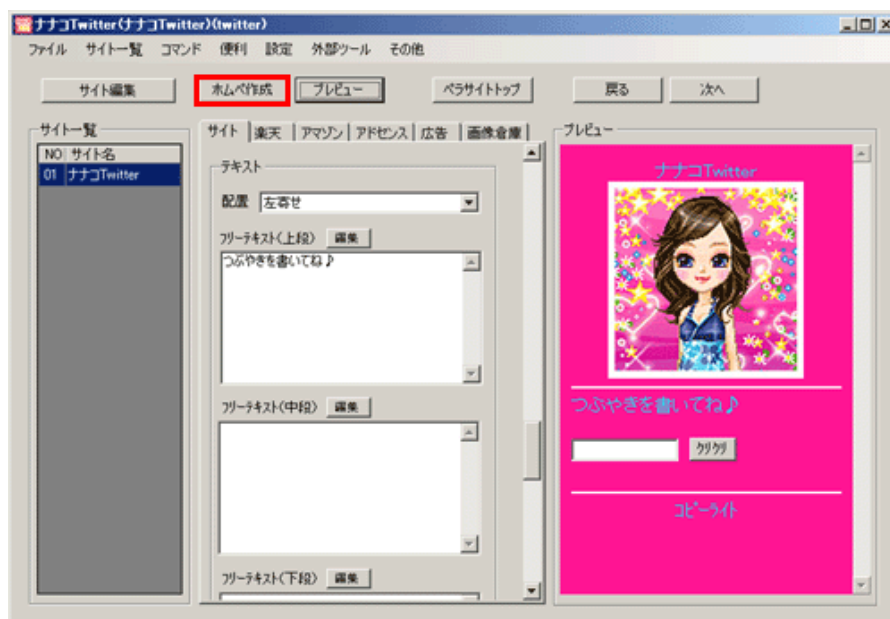 ナナコTwitter(ナナコTwitter)(twitter)
ファイル サイト一覧 コマンド 便利 設定 外部ツール その他
サイト編集 ホムペ作成 プレビュー ペラサイトトップ 戻る 次へ
サイト一覧
NO サイト名
01 ナナコTwitter
サイト 楽天 アマゾン アドセンス 広告 画像倉庫
テキスト
配置 左寄せ
フリーテキスト(上段) 編集
つぶやきを書いてね♪
フリーテキスト(中段) 編集
フリーテキスト(下段) 編集
プレビュー
ナナコTwitter
つぶやきを書いてね♪
クリクリ
コピーライト